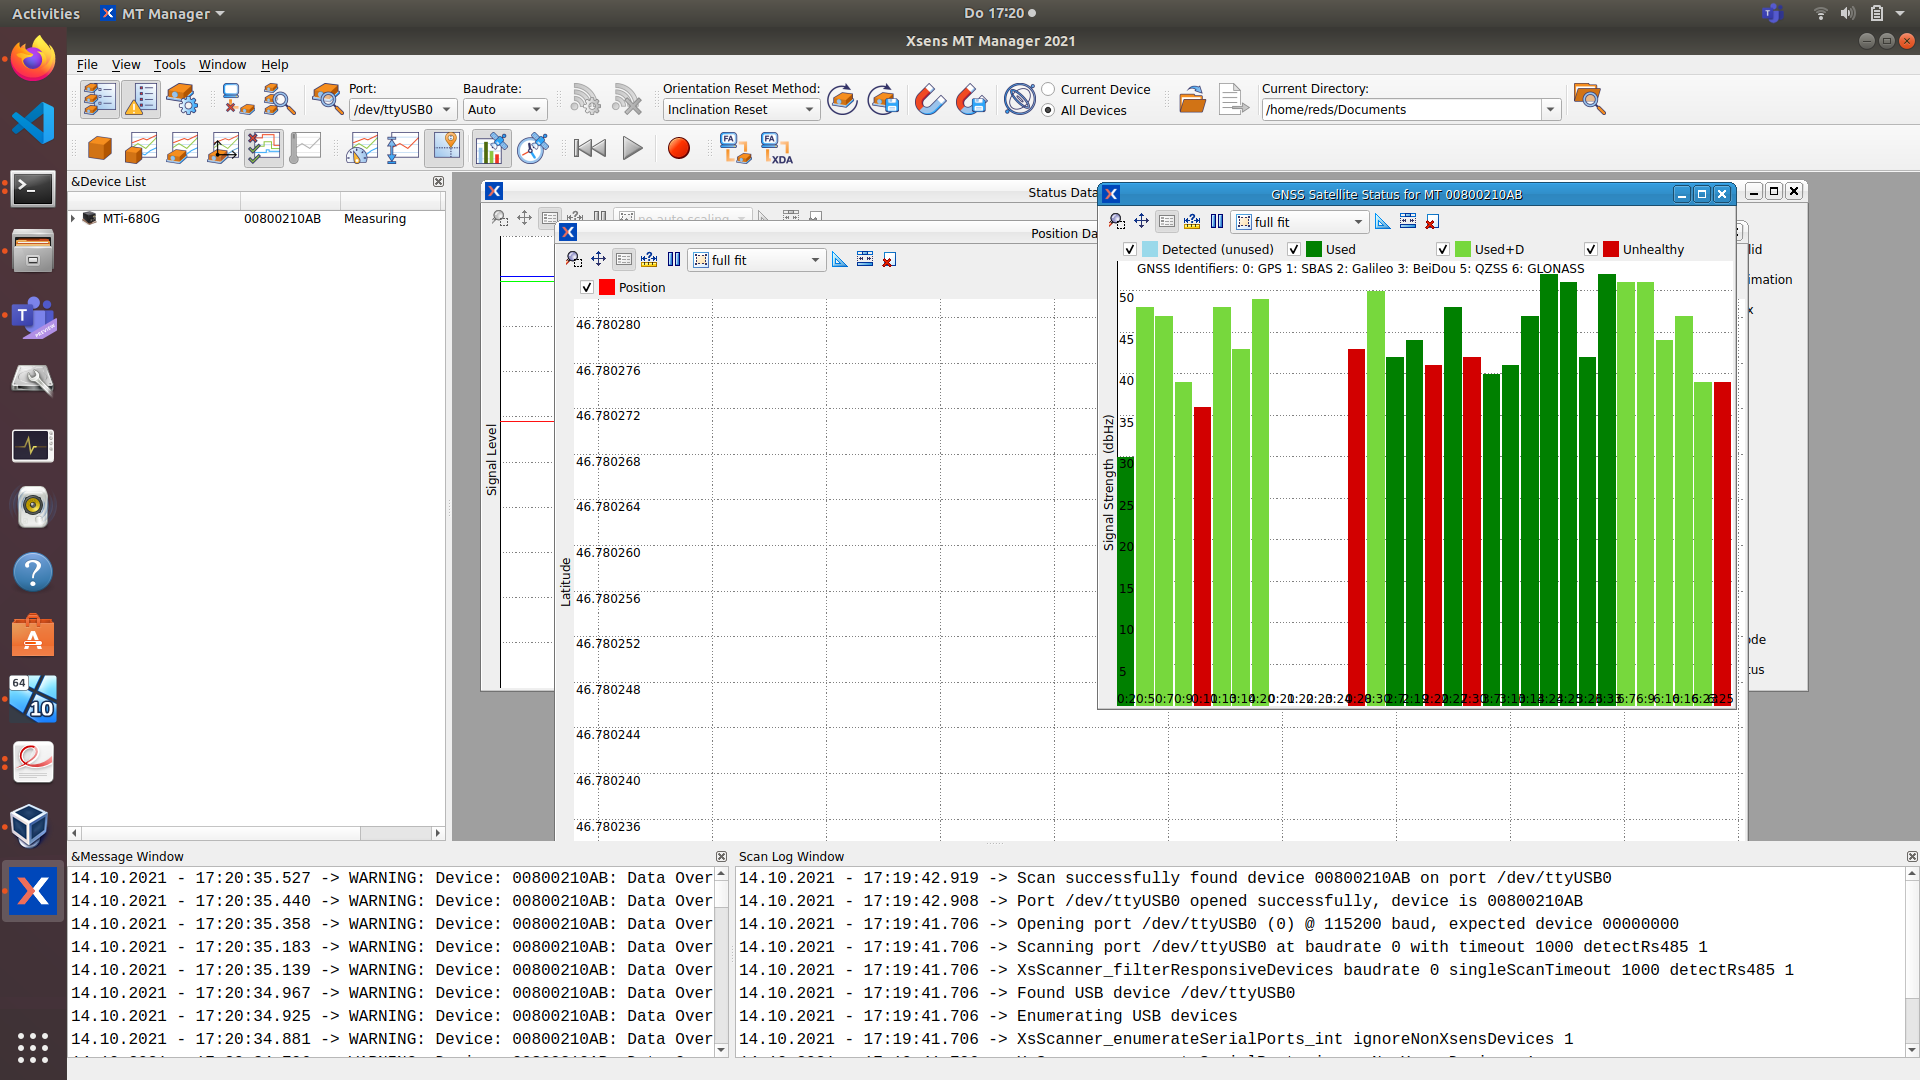 Activities
MT Manager
Do 17:20
Xsens MT Manager 2021
File View Tools Window Help
Port:
/dev/ttyUSB0
Baudrate:
Auto
Orientation Reset Method:
Inclination Reset
Current Device
All Devices
Current Directory:
/home/reds/Documents
FA
FA
XDA
&Device List
MTi-680G 00800210AB Measuring
Status Data
no auto scaling
Signal Level
Position Da
full fit
Position
Latitude
46.780280
46.780276
46.780272
46.780268
46.780264
46.780260
46.780256
46.780252
46.780248
46.780244
46.780240
46.780236
GNSS Satellite Status for MT 00800210AB
full fit
Detected (unused) Used Used+D Unhealthy
GNSS Identifiers: 0: GPS 1: SBAS 2: Galileo 3: BeiDou 5: QZSS 6: GLONASS
Signal Strength (dbHz)
50
45
40
35
30
25
20
15
10
5
lid
imation
x
ode
tus
&Message Window
14.10.2021 - 17:20:35.527 -> WARNING: Device: 00800210AB: Data Over
14.10.2021 - 17:20:35.440 -> WARNING: Device: 00800210AB: Data Over
14.10.2021 - 17:20:35.358 -> WARNING: Device: 00800210AB: Data Over
14.10.2021 - 17:20:35.183 -> WARNING: Device: 00800210AB: Data Over
14.10.2021 - 17:20:35.139 -> WARNING: Device: 00800210AB: Data Over
14.10.2021 - 17:20:34.967 -> WARNING: Device: 00800210AB: Data Over
14.10.2021 - 17:20:34.925 -> WARNING: Device: 00800210AB: Data Over
14.10.2021 - 17:20:34.881 -> WARNING: Device: 00800210AB: Data Over
Scan Log Window
14.10.2021 - 17:19:42.919 -> Scan successfully found device 00800210AB on port /dev/ttyUSB0
14.10.2021 - 17:19:42.908 -> Port /dev/ttyUSB0 opened successfully, device is 00800210AB
14.10.2021 - 17:19:41.706 -> Opening port /dev/ttyUSB0 (0) @ 115200 baud, expected device 00000000
14.10.2021 - 17:19:41.706 -> Scanning port /dev/ttyUSB0 at baudrate 0 with timeout 1000 detectRs485 1
14.10.2021 - 17:19:41.706 -> XsScanner_filterResponsiveDevices baudrate 0 singleScanTimeout 1000 detectRs485 1
14.10.2021 - 17:19:41.706 -> Found USB device /dev/ttyUSB0
14.10.2021 - 17:19:41.706 -> Enumerating USB devices
14.10.2021 - 17:19:41.706 -> XsScanner_enumerateSerialPorts_int ignoreNonXsensDevices 1
64
10
PREVIEW